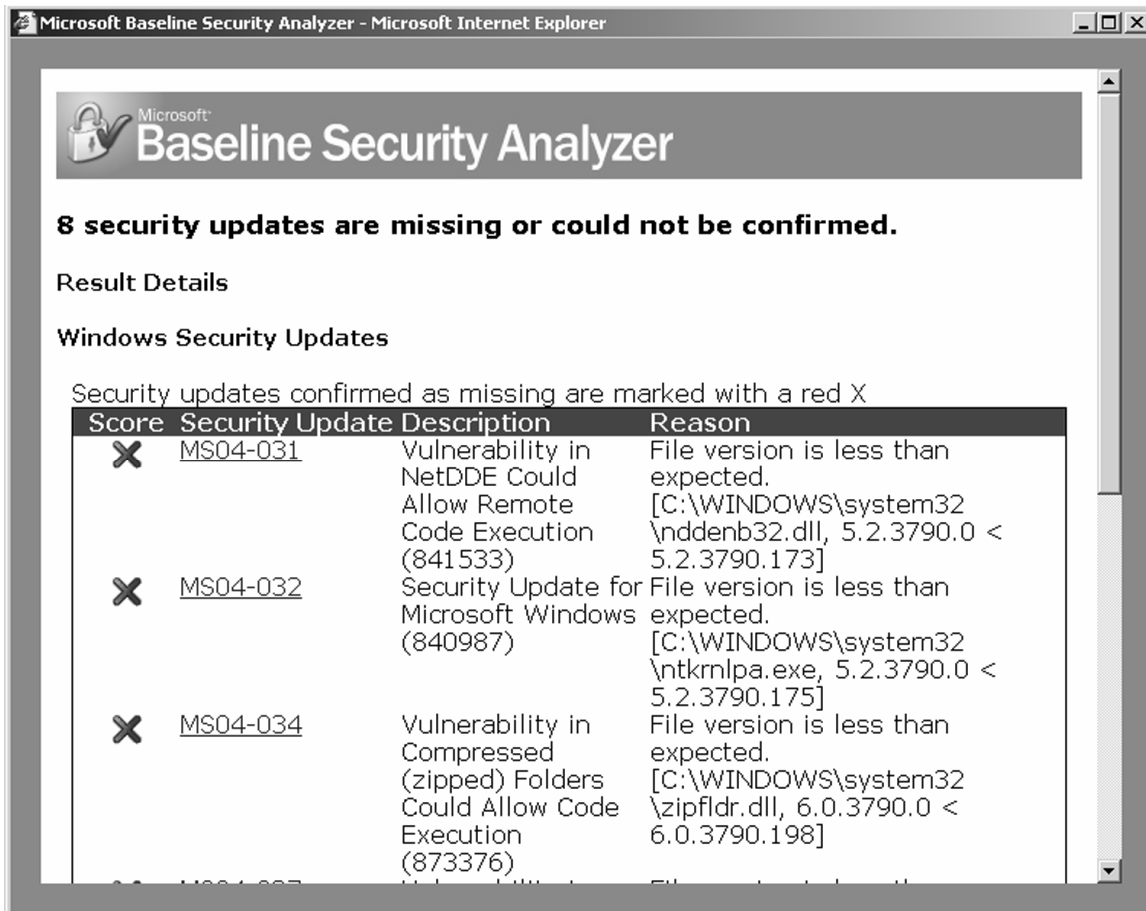 Microsoft Baseline Security Analyzer - Microsoft Internet Explorer
Microsoft
Baseline Security Analyzer
8 security updates are missing or could not be confirmed.
Result Details
Windows Security Updates
Security updates confirmed as missing are marked with a red X
Score Security Update Description Reason
MS04-031 Vulnerability in File version is less than
NetDDE Could expected.
Allow Remote [C:\WINDOWS\system32
Code Execution \nddenb32.dll, 5.2.3790.0 <
(841533) 5.2.3790.173]
MS04-032 Security Update for File version is less than
Microsoft Windows expected.
(840987) [C:\WINDOWS\system32
\ntkrnlpa.exe, 5.2.3790.0 <
5.2.3790.175]
MS04-034 Vulnerability in File version is less than
Compressed expected.
(zipped) Folders [C:\WINDOWS\system32
Could Allow Code \zipfldr.dll, 6.0.3790.0 <
Execution 6.0.3790.198]
(873376)